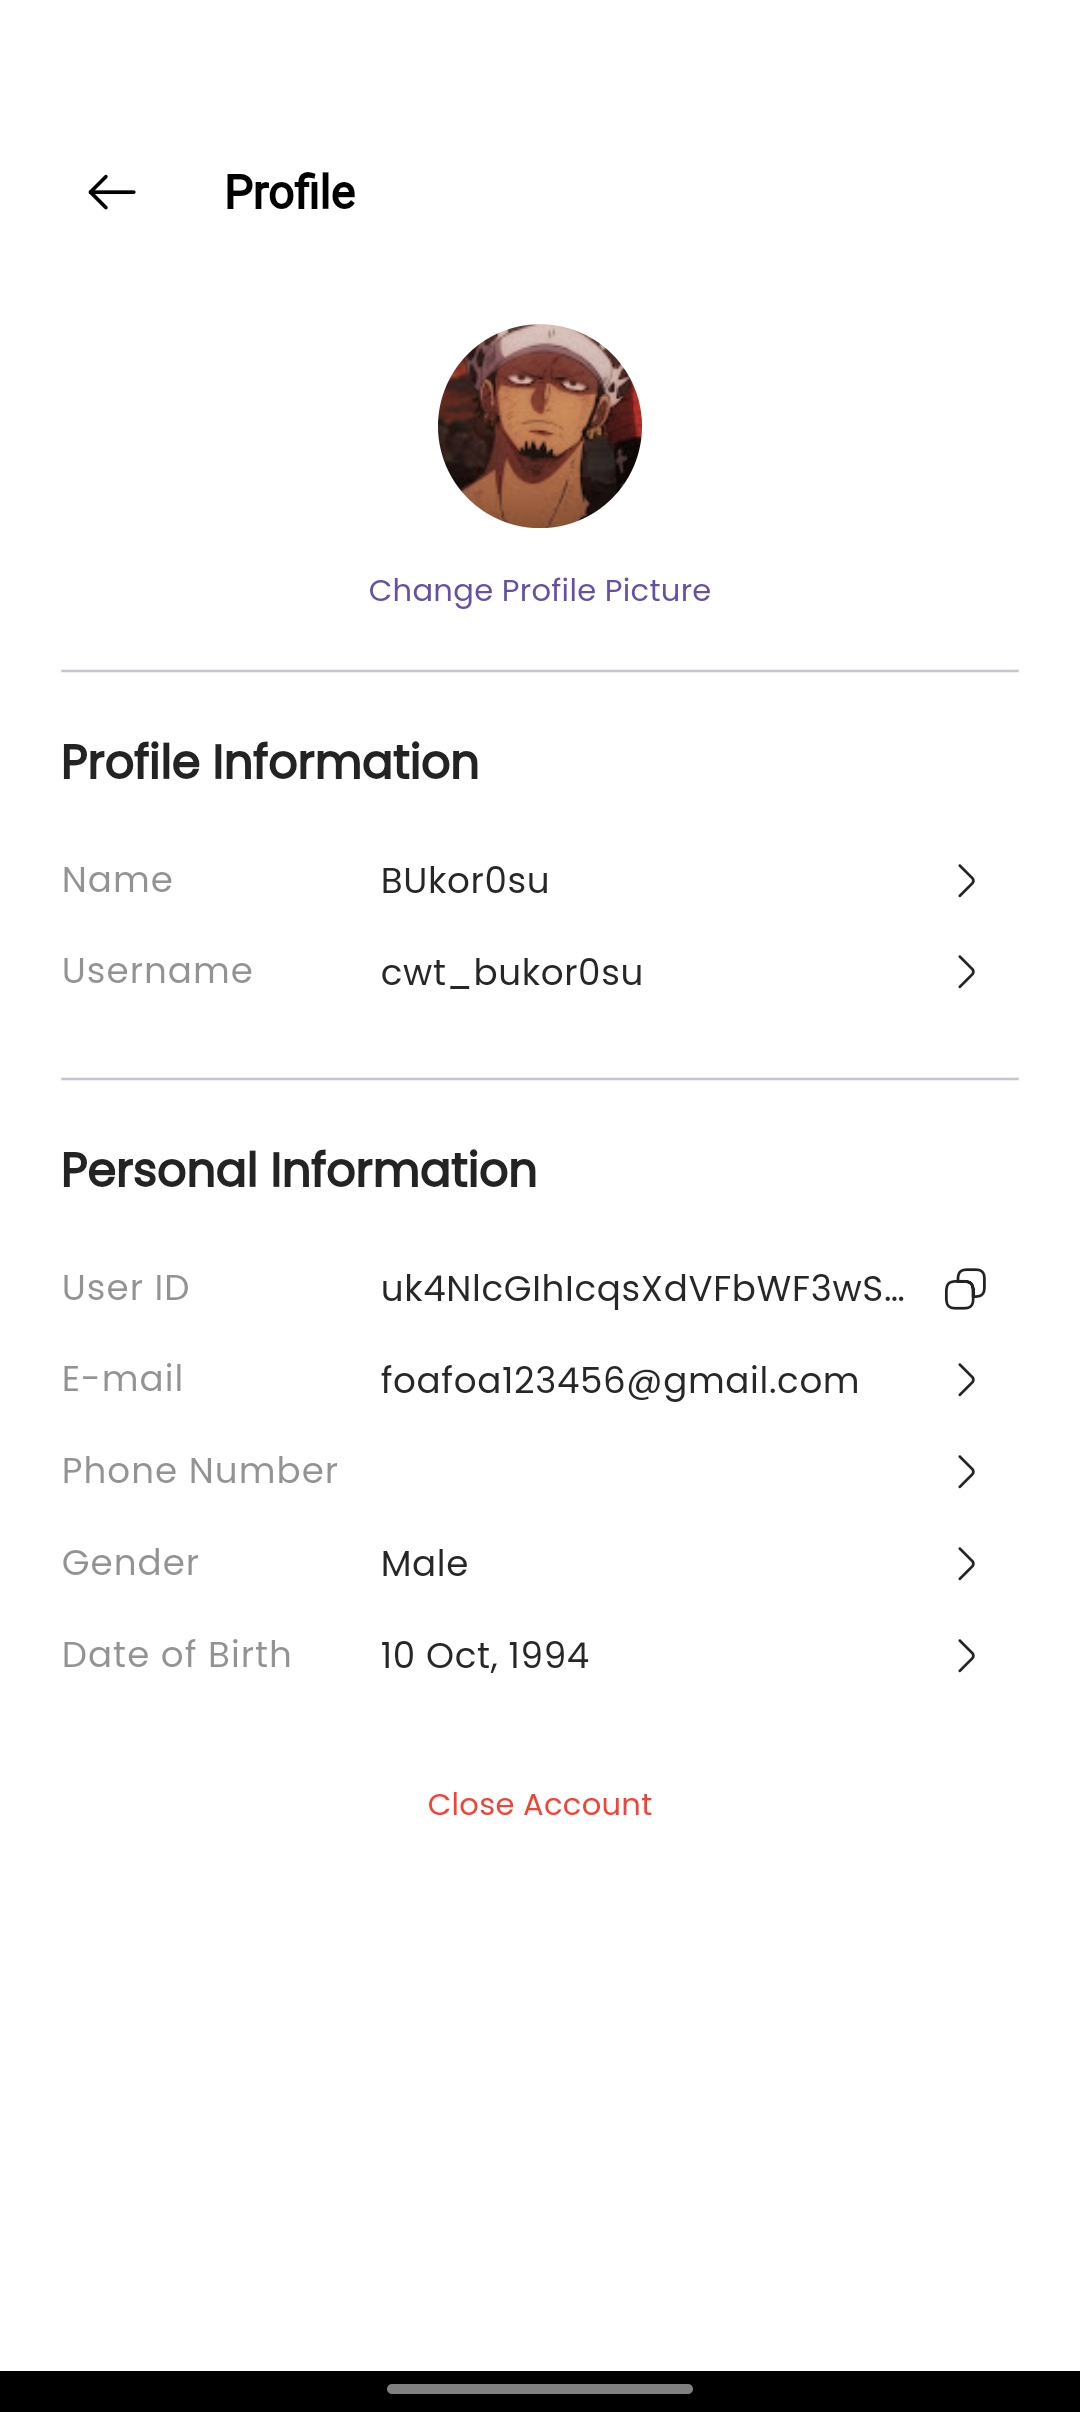 Profile
Change Profile Picture
Profile Information
Name BUkor0su
Username cwt_bukor0su
Personal Information
User ID uk4NlcGIhIcqsXdVFbWF3wS...
E-mail foafoa123456@gmail.com
Phone Number
Gender Male
Date of Birth 10 Oct, 1994
Close Account